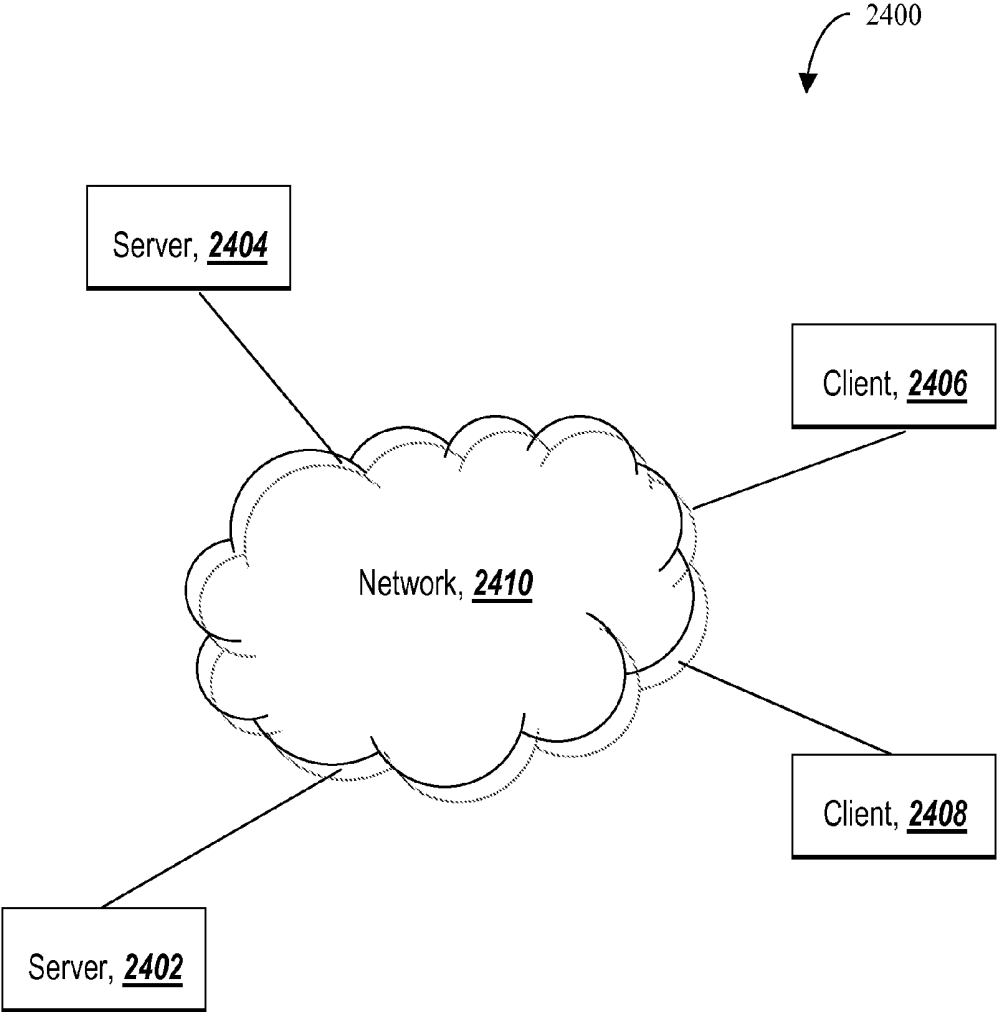 2400
Server, 2404
Client, 2406
Network, 2410
Client, 2408
Server, 2402